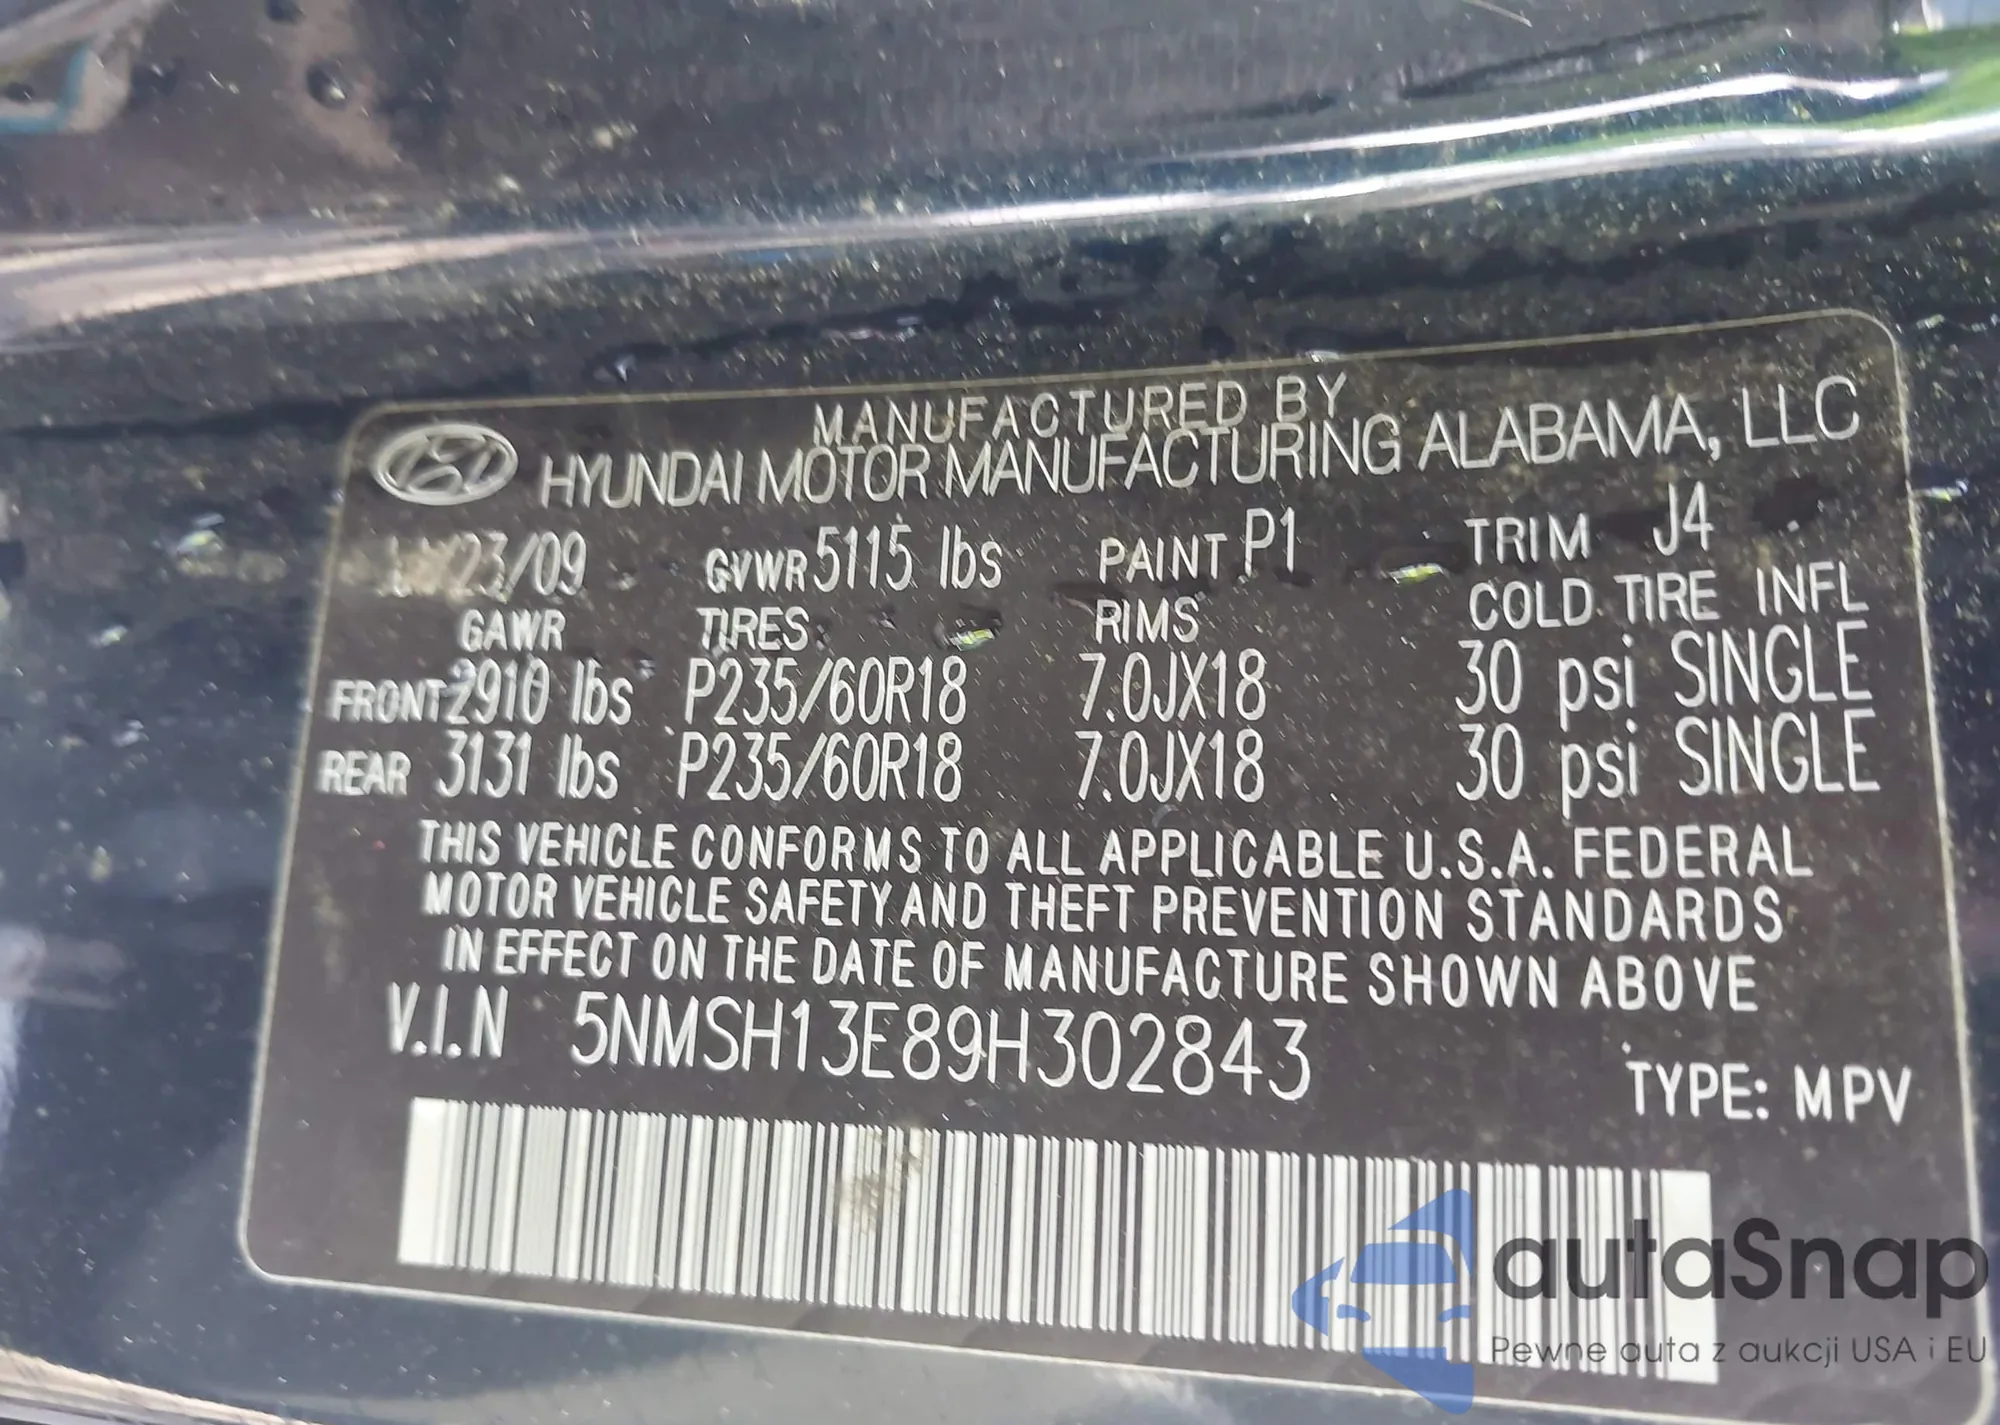 MANUFACTURED BY
HYUNDAI MOTOR MANUFACTURING ALABAMA, LLC
23/09 GVWR 5115 lbs PAINT P1 TRIM J4
GAWR TIRES RIMS COLD TIRE INFL
FRONT 2910 lbs P235/60R18 7.0JX18 30 psi SINGLE
REAR 3131 lbs P235/60R18 7.0JX18 30 psi SINGLE
THIS VEHICLE CONFORMS TO ALL APPLICABLE U.S.A. FEDERAL
MOTOR VEHICLE SAFETY AND THEFT PREVENTION STANDARDS
IN EFFECT ON THE DATE OF MANUFACTURE SHOWN ABOVE
V.I.N 5NMSH13E89H302843
TYPE: MPV
autaSnap
Pewne auta z aukcji USA i EU